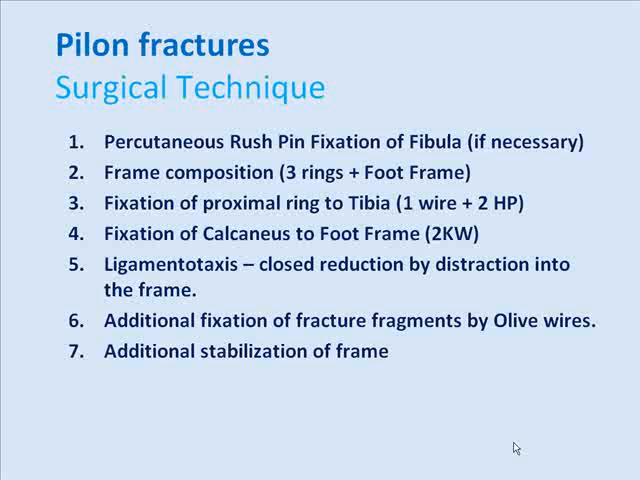 Pilon fractures
Surgical Technique
1. Percutaneous Rush Pin Fixation of Fibula (if necessary)
2. Frame composition (3 rings + Foot Frame)
3. Fixation of proximal ring to Tibia (1 wire + 2 HP)
4. Fixation of Calcaneus to Foot Frame (2KW)
5. Ligamentotaxis – closed reduction by distraction into
the frame.
6. Additional fixation of fracture fragments by Olive wires.
7. Additional stabilization of frame